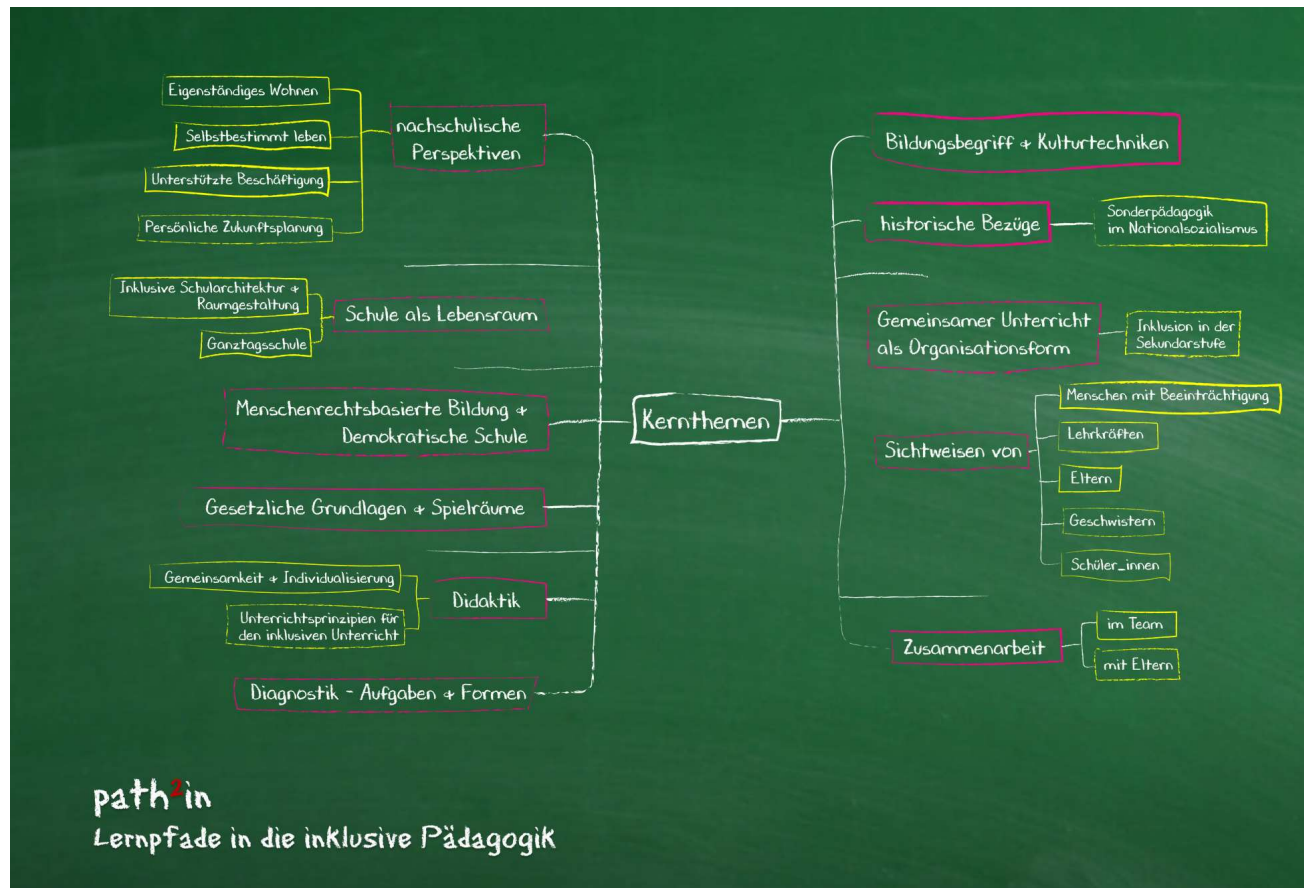 Eigenständiges Wohnen
Selbstbestimmt leben
Unterstützte Beschäftigung
Persönliche Zukunftsplanung
nachschulische
Perspektiven
Inklusive Schularchitektur &
Raumgestaltung
Ganztagsschule
Schule als Lebensraum
Menschenrechtsbasierte Bildung &
Demokratische Schule
Gesetzliche Grundlagen & Spielräume
Gemeinsamkeit & Individualisierung
Unterrichtsprinzipien für
den inklusiven Unterricht
Didaktik
Diagnostik - Aufgaben & Formen
Kernthemen
Bildungsbegriff & Kulturtechniken
historische Bezüge
Sonderpädagogik
im Nationalsozialismus
Gemeinsamer Unterricht
als Organisationsform
Inklusion in der
Sekundarstufe
Sichtweisen von
Menschen mit Beeinträchtigung
Lehrkräften
Eltern
Geschwistern
Schüler_innen
Zusammenarbeit
im Team
mit Eltern
path²in
Lernpfade in die inklusive Pädagogik